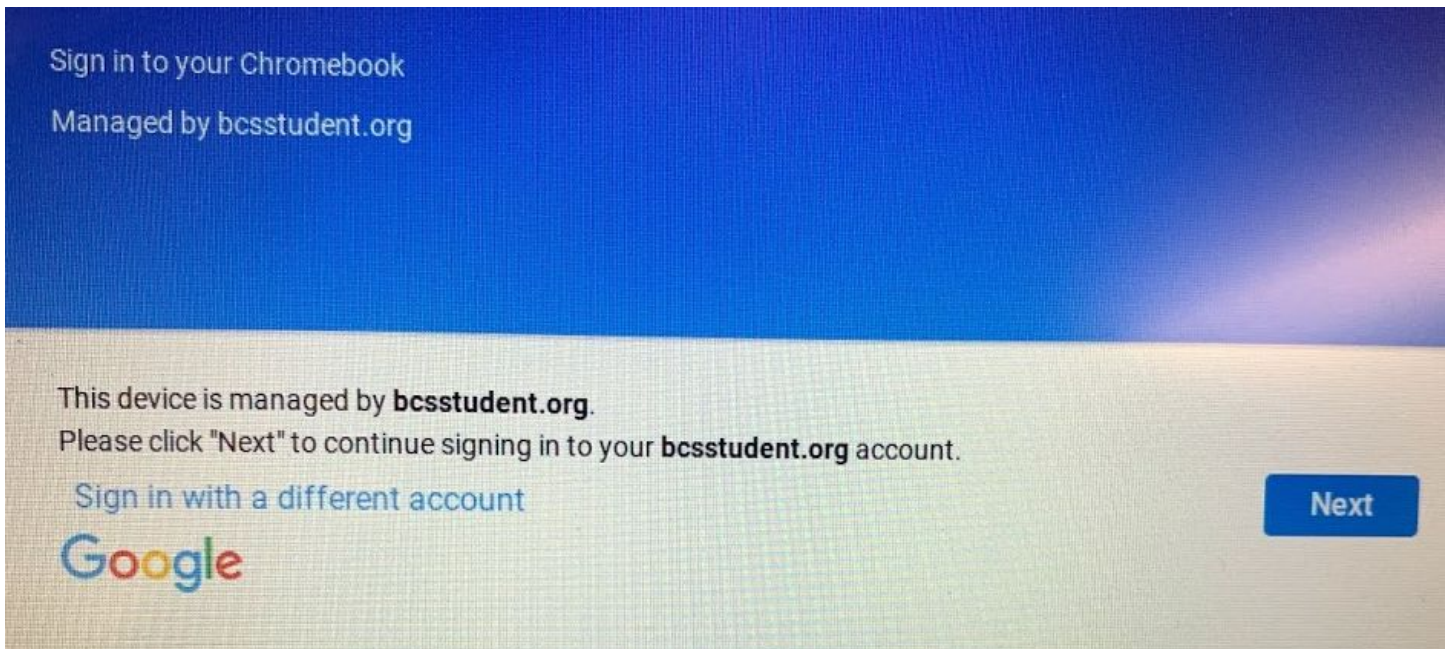 Sign in to your Chromebook
Managed by bcsstudent.org
This device is managed by bcsstudent.org.
Please click "Next" to continue signing in to your bcsstudent.org account.
Sign in with a different account
Next
Google